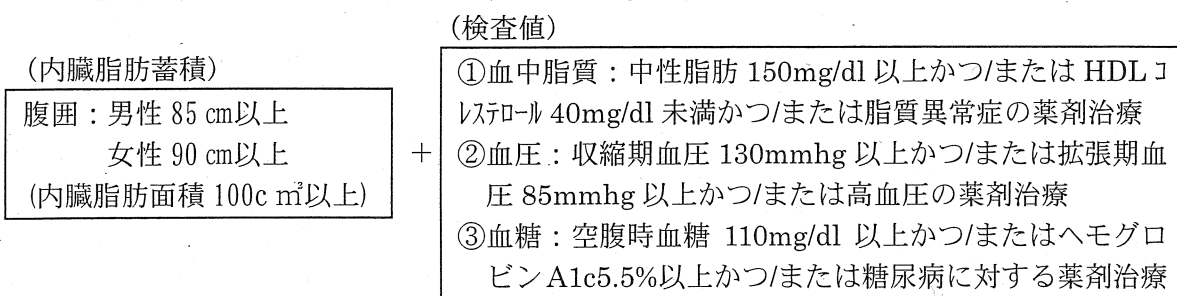 (内臓脂肪蓄積)
腹囲：男性 85 ㎝以上
女性 90 ㎝以上
(内臓脂肪面積 100c ㎡以上)
+
(検査値)
①血中脂質：中性脂肪 150mg/dl 以上かつ/または HDL ｺ
ﾚｽﾃﾛｰﾙ 40mg/dl 未満かつ/または脂質異常症の薬剤治療
②血圧：収縮期血圧 130mmhg 以上かつ/または拡張期血
圧 85mmhg 以上かつ/または高血圧の薬剤治療
③血糖：空腹時血糖 110mg/dl 以上かつ/またはヘモグロ
ビン A1c5.5%以上かつ/または糖尿病に対する薬剤治療